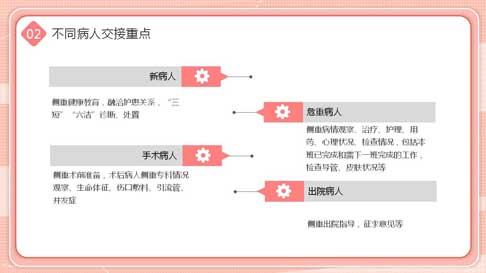 02 不同病人交接重点
新病人
侧重健康教育，融洽护患关系，“三
短”“六洁”诊断、处置
危重病人
侧重病情观察、治疗、护理、用
药、心理状况、检查情况，包括本
班已完成和需下一班完成的工作，
检查导管、皮肤状况等
手术病人
侧重术前准备，术后病人侧重专科情况
观察、生命体征、伤口敷料、引流管、
并发症
出院病人
侧重出院指导，征求意见等